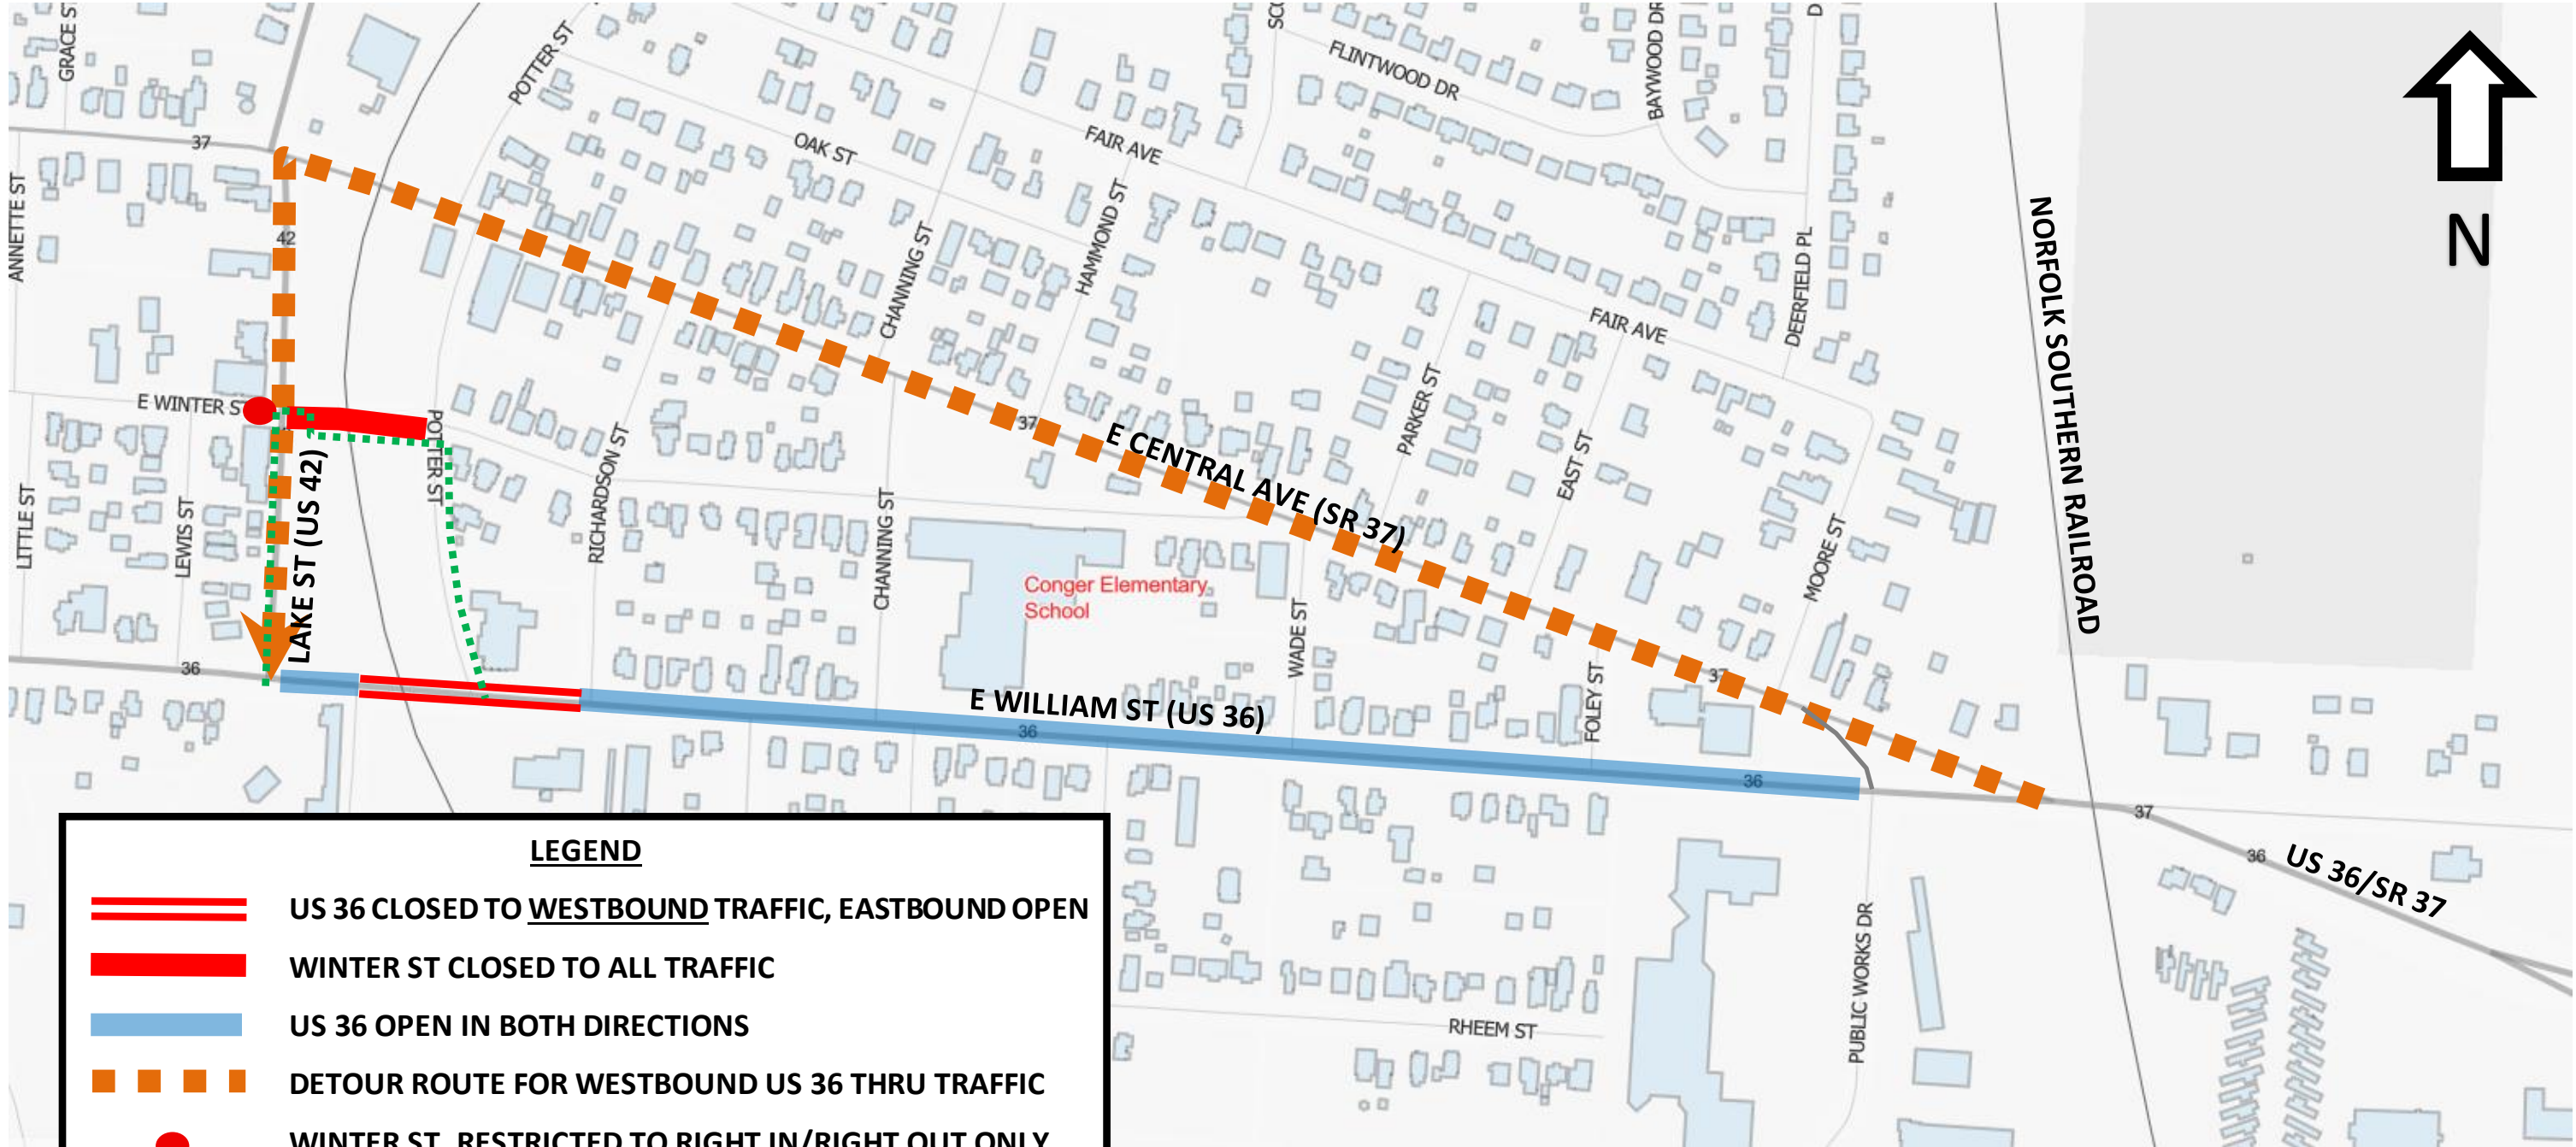 GRACE ST
POTTER ST
SCO
FLINTWOOD DR
BAYWOOD DR
D
37
OAK ST
FAIR AVE
N
ANNETTE ST
42
CHANNING ST
HAMMOND ST
DEERFIELD PL
NORFOLK SOUTHERN RAILROAD
FAIR AVE
E WINTER ST
POTTER ST
37
E CENTRAL AVE (SR 37)
PARKER ST
EAST ST
LITTLE ST
LEWIS ST
LAKE ST (US 42)
RICHARDSON ST
CHANNING ST
Conger Elementary
School
WADE ST
MOORE ST
36
37
FOLEY ST
E WILLIAM ST (US 36)
36
36
37
36
US 36/SR 37
PUBLIC WORKS DR
RHEEM ST
LEGEND
US 36 CLOSED TO WESTBOUND TRAFFIC, EASTBOUND OPEN
WINTER ST CLOSED TO ALL TRAFFIC
US 36 OPEN IN BOTH DIRECTIONS
DETOUR ROUTE FOR WESTBOUND US 36 THRU TRAFFIC
WINTER ST. RESTRICTED TO RIGHT IN/RIGHT OUT ONLY